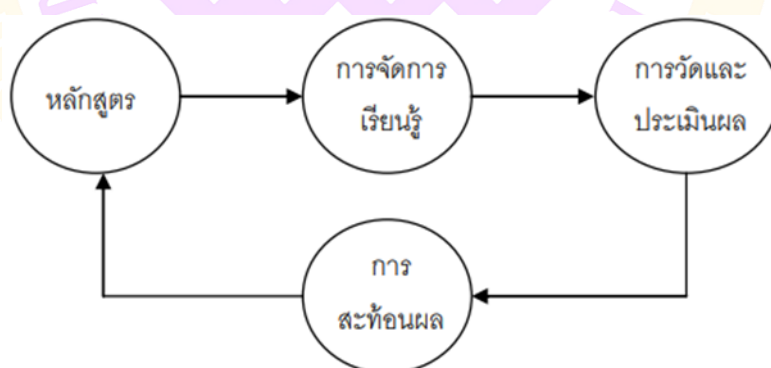 หลักสูตร
การจัดการ
เรียนรู้
การวัดและ
ประเมินผล
การ
สะท้อนผล